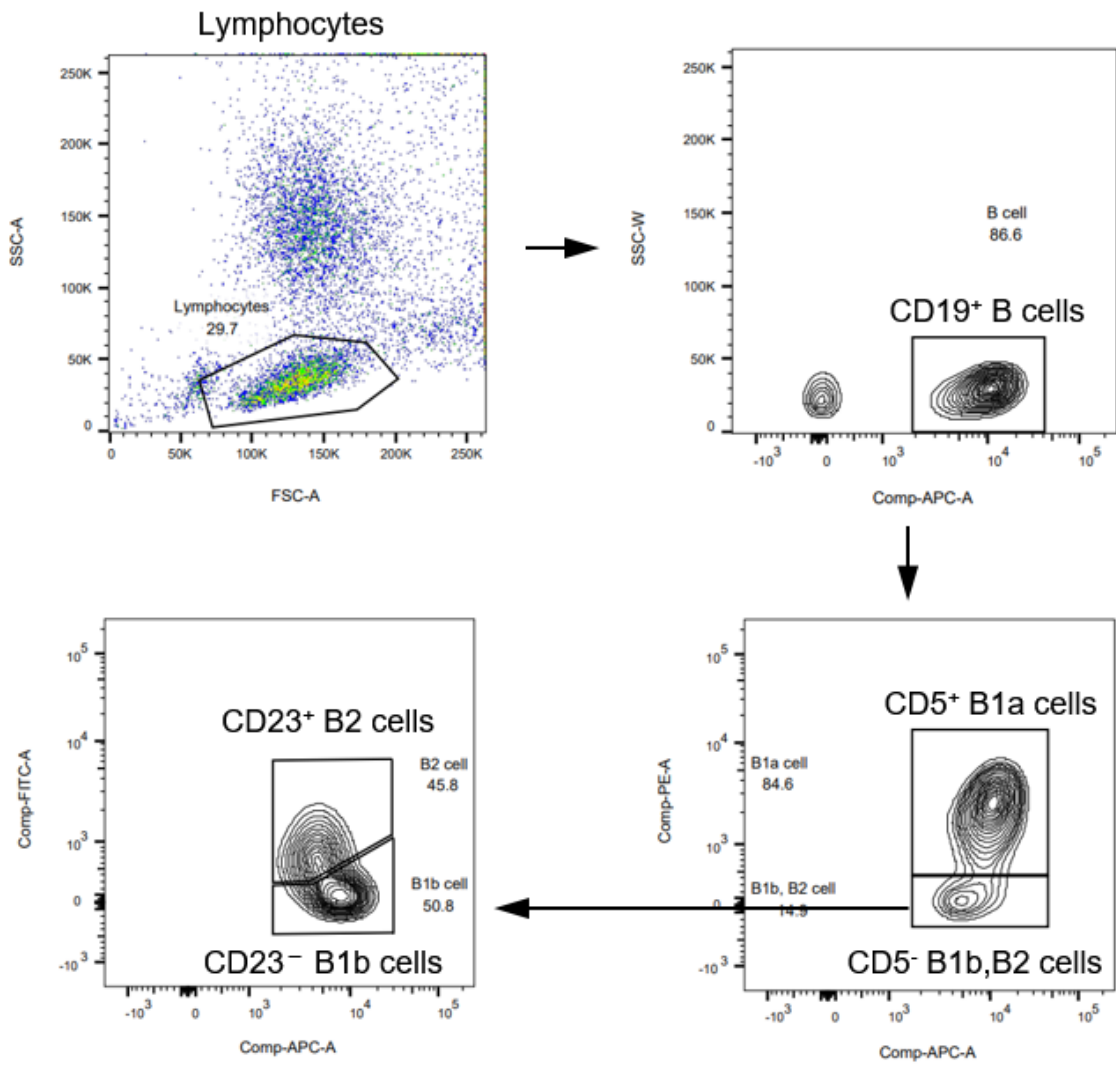 Lymphocytes
250K
200K
150K
100K
50K
0
SSC-A
Lymphocytes
29.7
0
50K
100K
150K
200K
250K
FSC-A
250K
200K
150K
100K
50K
0
SSC-W
B cell
86.6
CD19⁺ B cells
-10³
0
10³
10⁴
10⁵
Comp-APC-A
10⁵
10⁴
10³
0
-10³
Comp-FITC-A
CD23⁺ B2 cells
B2 cell
45.8
B1b cell
50.8
CD23⁻ B1b cells
-10³
0
10³
10⁴
10⁵
Comp-APC-A
10⁵
10⁴
10³
0
-10³
Comp-PE-A
CD5⁺ B1a cells
B1a cell
84.6
B1b, B2 cell
14.9
CD5⁻ B1b,B2 cells
-10³
0
10³
10⁴
10⁵
Comp-APC-A